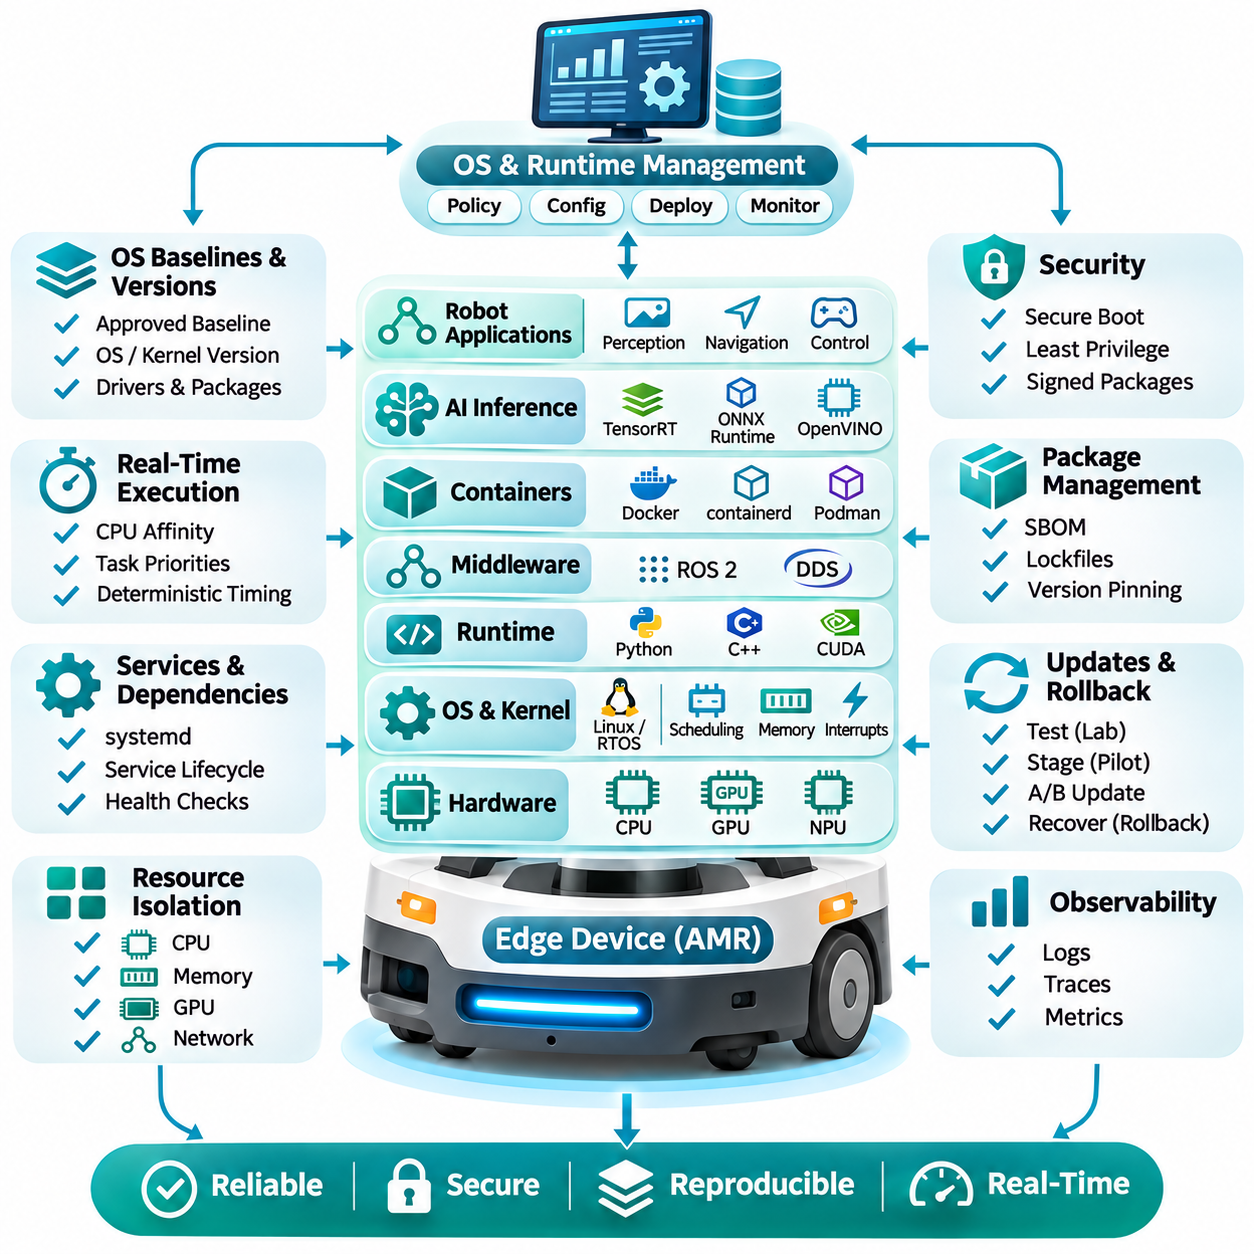 OS & Runtime Management
Policy
Config
Deploy
Monitor
OS Baselines &
Versions
Approved Baseline
OS / Kernel Version
Drivers & Packages
Real-Time
Execution
CPU Affinity
Task Priorities
Deterministic Timing
Services &
Dependencies
systemd
Service Lifecycle
Health Checks
Resource
Isolation
CPU
Memory
GPU
Network
Robot
Applications
Perception
Navigation
Control
AI Inference
TensorRT
ONNX
Runtime
OpenVINO
Containers
Docker
containerd
Podman
Middleware
ROS 2
DDS
</>
Runtime
Python
C++
C++
CUDA
OS & Kernel
Linux /
RTOS
Scheduling
Memory
Interrupts
Hardware
CPU
GPU
GPU
NPU
Edge Device (AMR)
Security
Secure Boot
Least Privilege
Signed Packages
Package
Management
SBOM
Lockfiles
Version Pinning
Updates &
Rollback
Test (Lab)
Stage (Pilot)
A/B Update
Recover (Rollback)
Observability
Logs
Traces
Metrics
Reliable
Secure
Reproducible
Real-Time